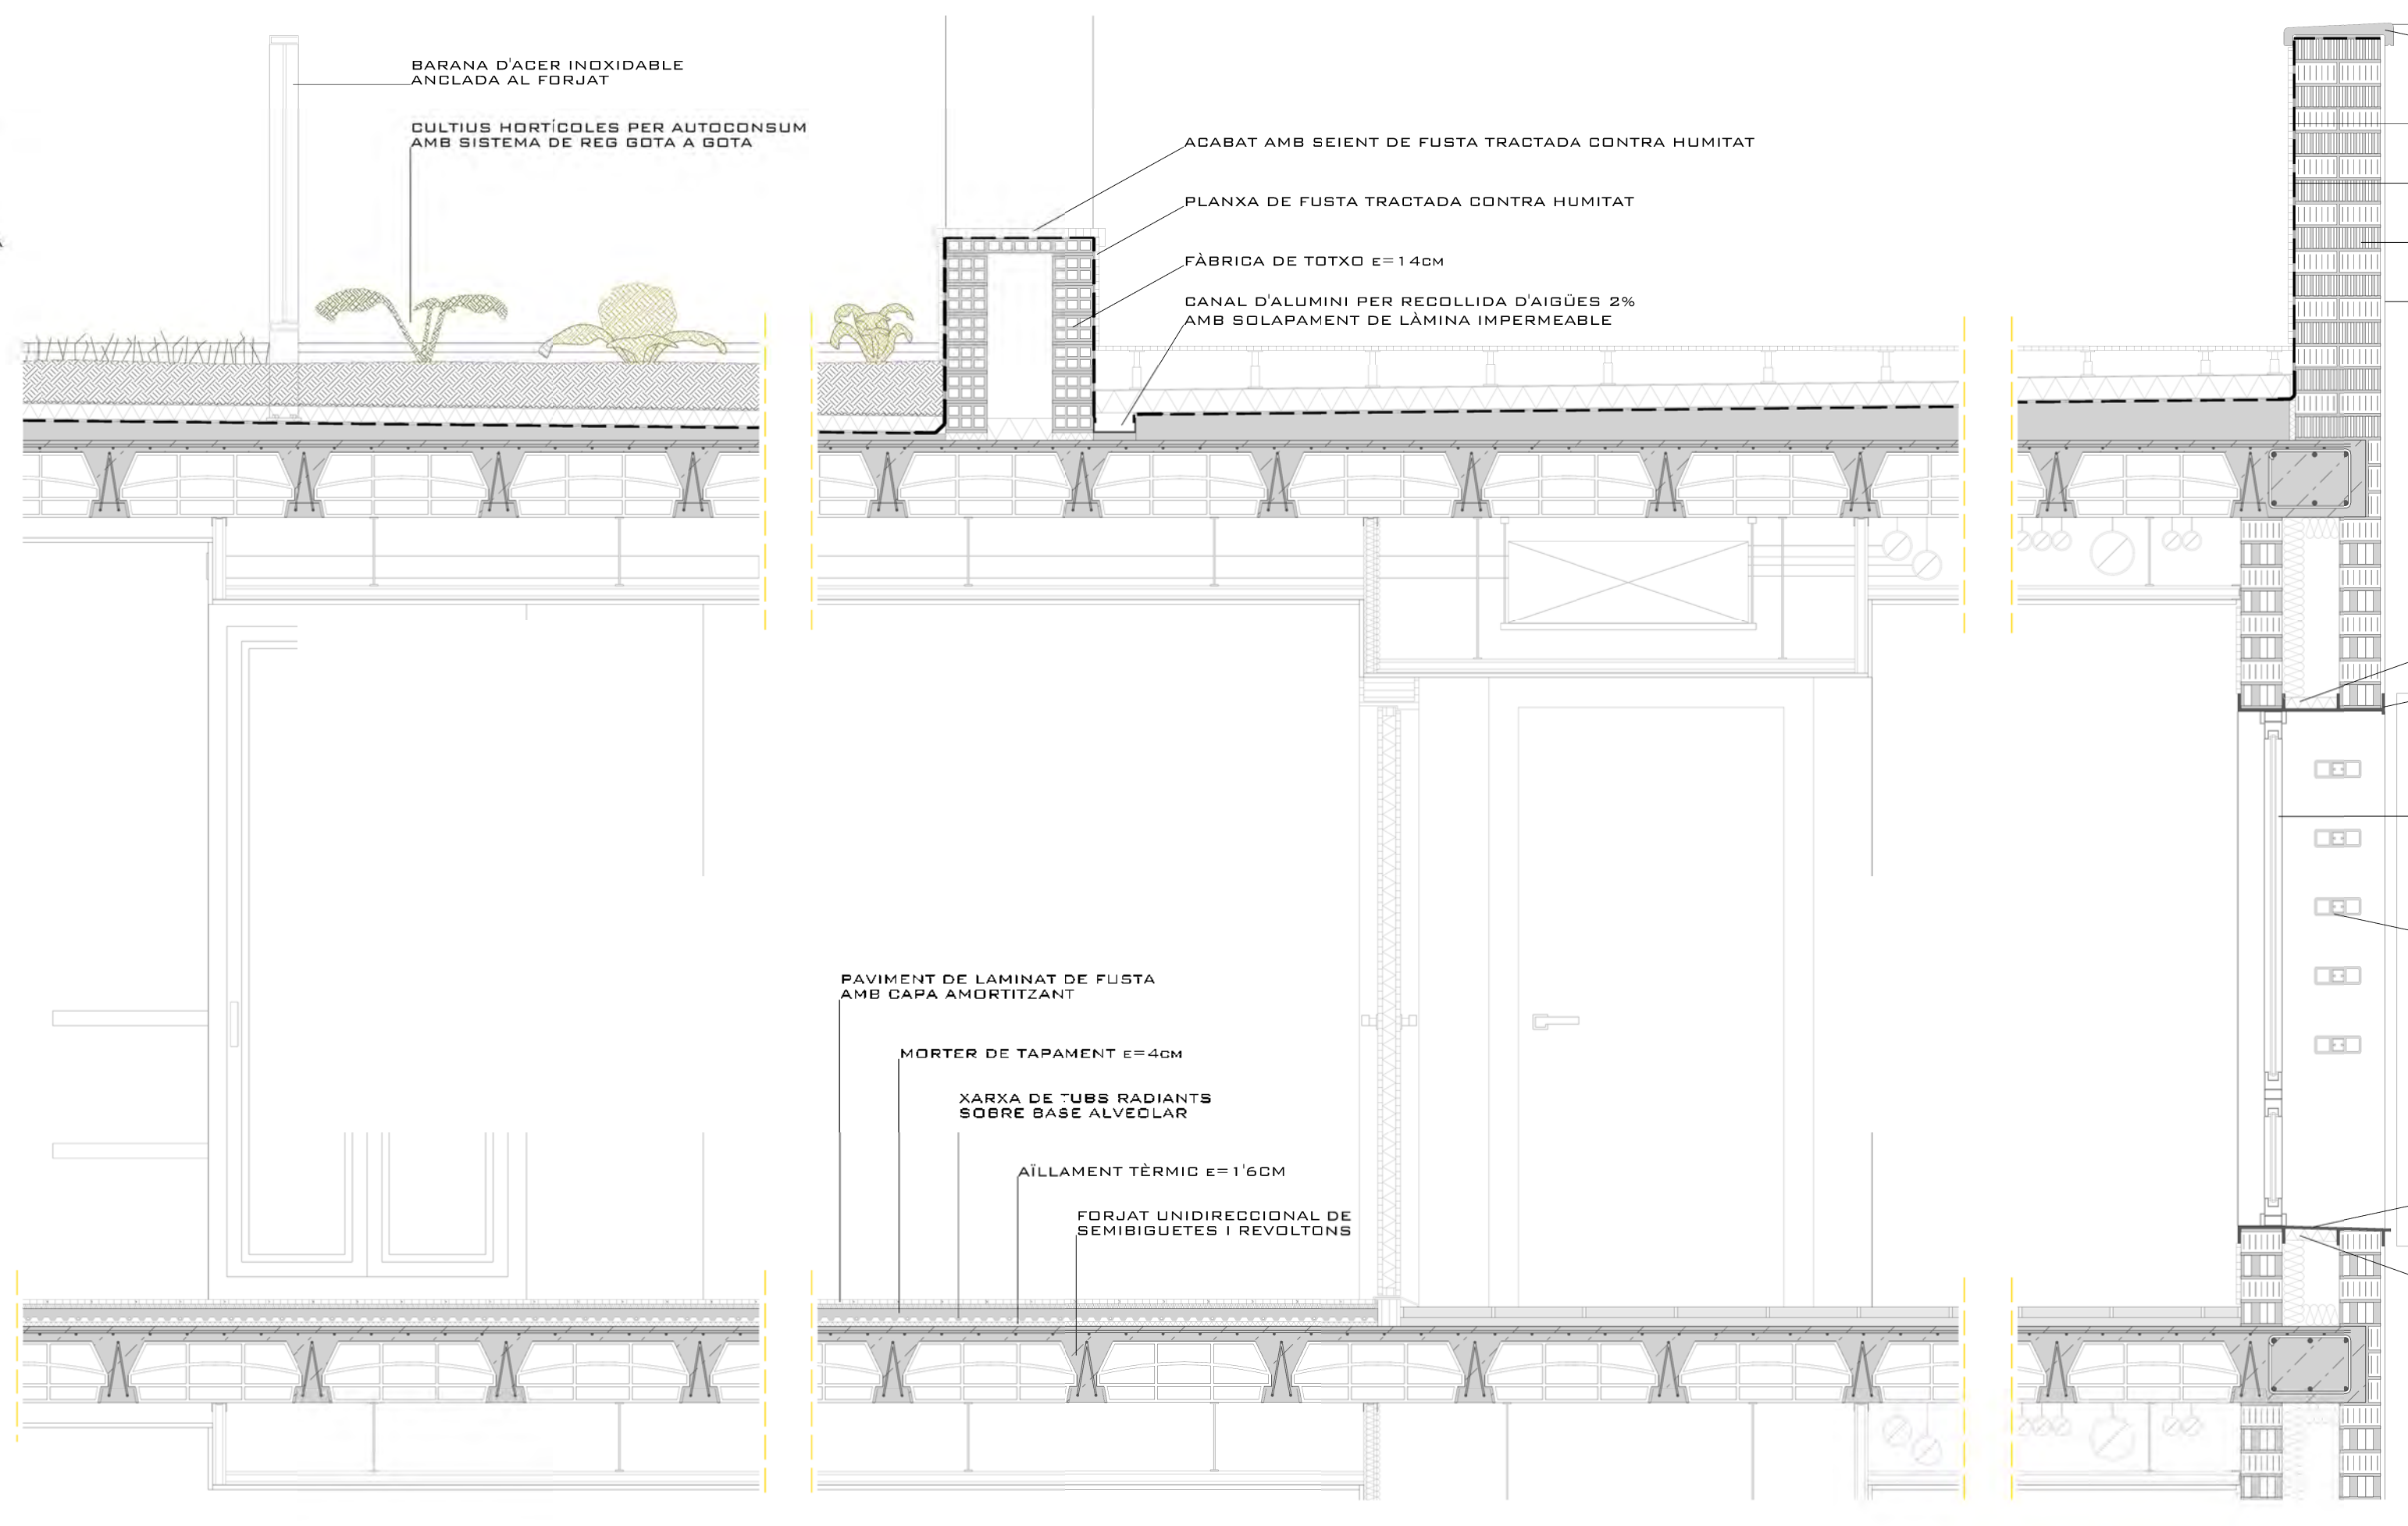 BARANA D'ACER INOXIDABLE
ANCLADA AL FORJAT
CULTIUS HORTÍCOLES PER AUTOCONSUM
AMB SISTEMA DE REG GOTA A GOTA
ACABAT AMB SEIENT DE FUSTA TRACTADA CONTRA HUMITAT
PLANXA DE FUSTA TRACTADA CONTRA HUMITAT
FÀBRICA DE TOTXO E=14CM
CANAL D'ALUMINI PER RECOLLIDA D'AIGÜES 2%
AMB SOLAPAMENT DE LÀMINA IMPERMEABLE
PAVIMENT DE LAMINAT DE FUSTA
AMB CAPA AMORTITZANT
MORTER DE TAPAMENT E=4CM
XARXA DE TUBS RADIANTS
SOBRE BASE ALVEOLAR
AÏLLAMENT TÈRMIC E=1'6CM
FORJAT UNIDIRECCIONAL DE
SEMIBIGUETES I REVOLTONS